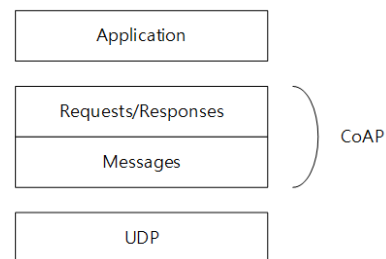 Application
Requests/Responses
CoAP
Messages
UDP